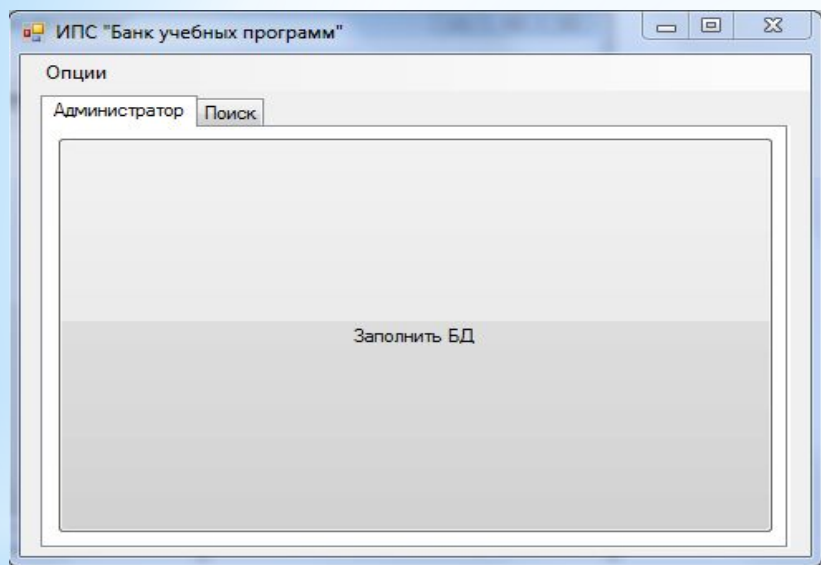 ИПС "Банк учебных программ"
Опции
Администратор Поиск
Заполнить БД